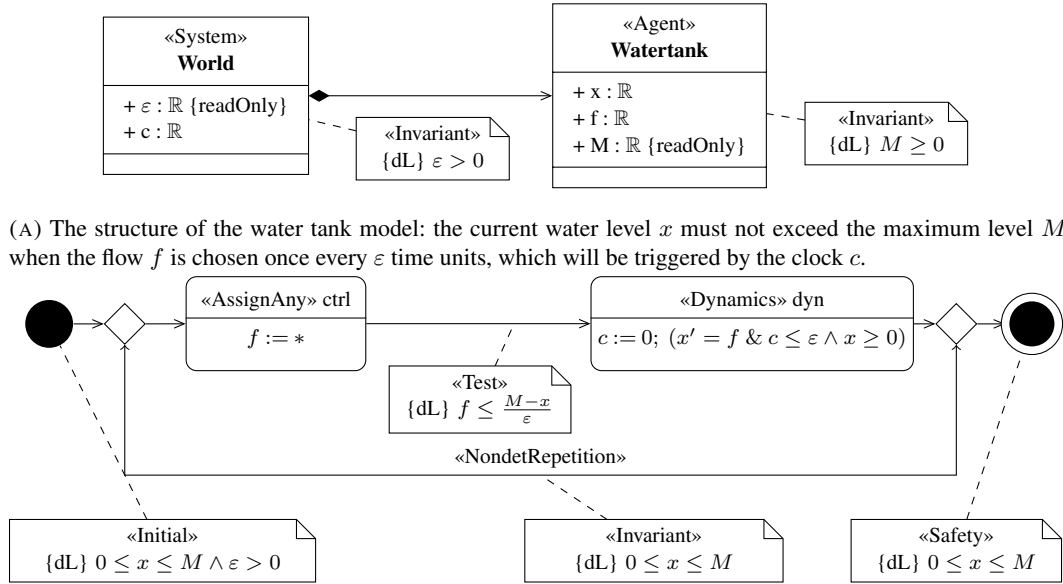 «System»
World
+ ε : ℝ {readOnly}
+ c : ℝ
«Invariant»
{dL} ε > 0
«Agent»
Watertank
+ x : ℝ
+ f : ℝ
+ M : ℝ {readOnly}
«Invariant»
{dL} M ≥ 0
(A) The structure of the water tank model: the current water level x must not exceed the maximum level M
when the flow f is chosen once every ε time units, which will be triggered by the clock c.
«AssignAny» ctrl
f := ∗
«Dynamics» dyn
c := 0; (x′ = f & c ≤ ε ∧ x ≥ 0)
«Test»
{dL} f ≤ \frac{M−x}{ε}
«NondetRepetition»
«Initial»
{dL} 0 ≤ x ≤ M ∧ ε > 0
«Invariant»
{dL} 0 ≤ x ≤ M
«Safety»
{dL} 0 ≤ x ≤ M